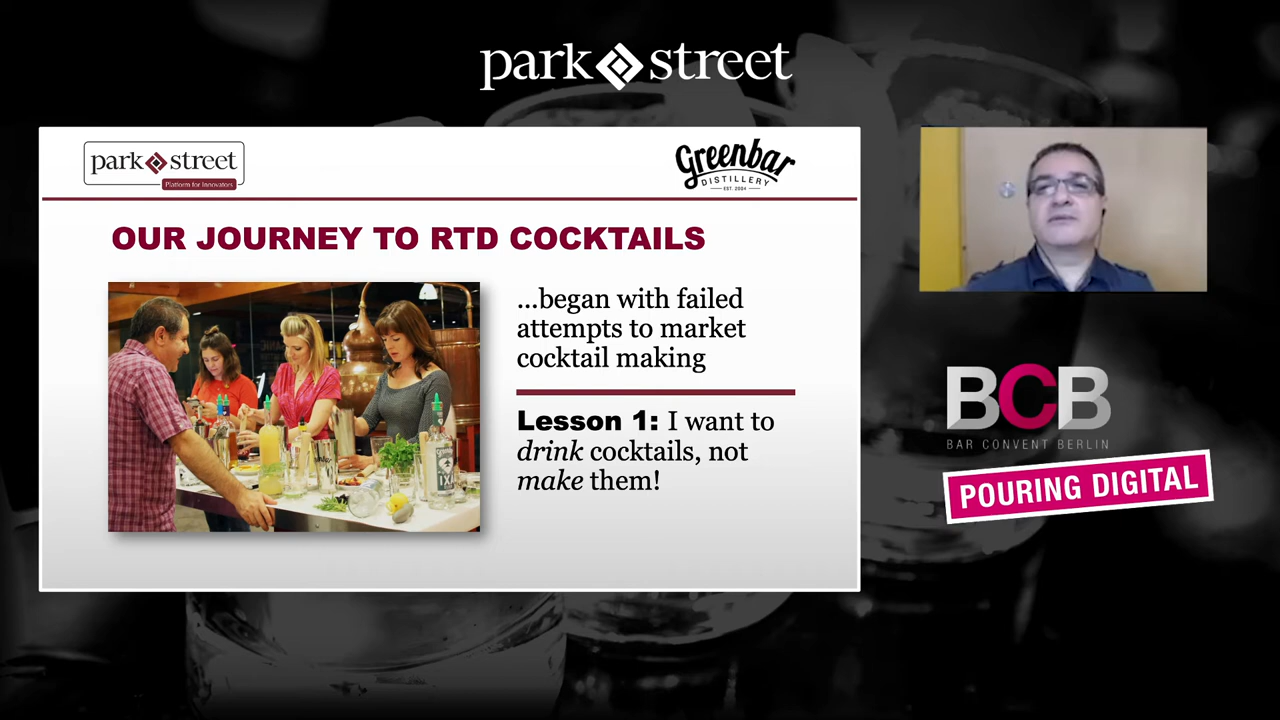 park street
park street
Platform for Innovators
Greenbar
DISTILLERY
EST. 2004
OUR JOURNEY TO RTD COCKTAILS
...began with failed
attempts to market
cocktail making
Lesson 1: I want to
drink cocktails, not
make them!
BCB
BAR CONVENT BERLIN
POURING DIGITAL